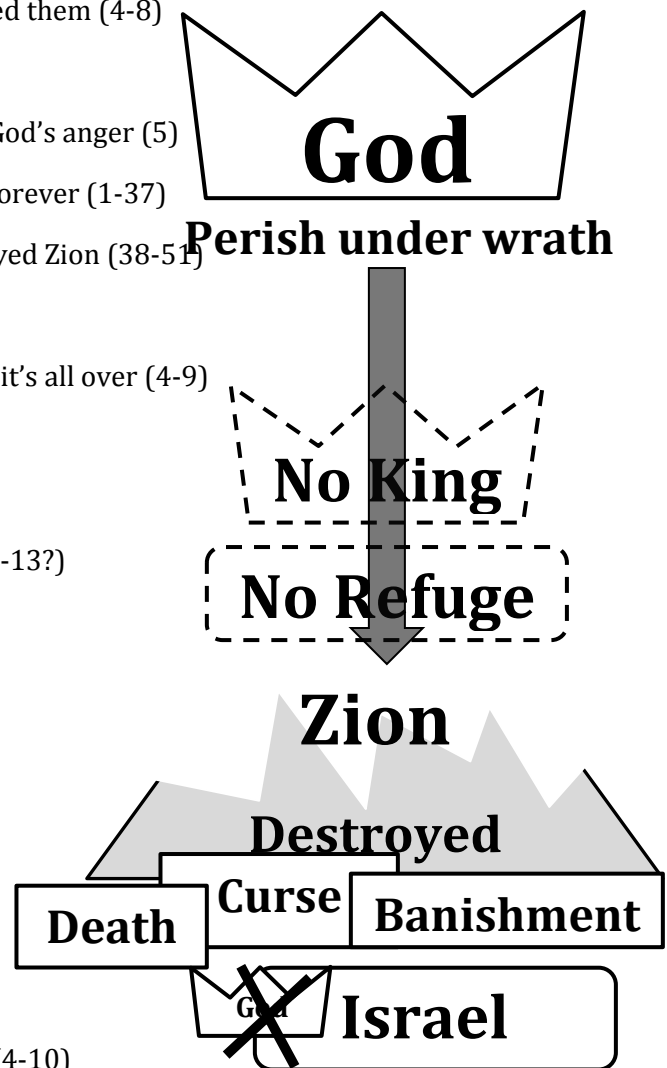 ed them (4-8)
God
God’s anger (5)
orever (1-37)
Perish under wrath
yed Zion (38-51)
it’s all over (4-9)
No King
-13?)
No Refuge
Zion
Destroyed
Curse
Banishment
Death
God
Israel
(4-10)